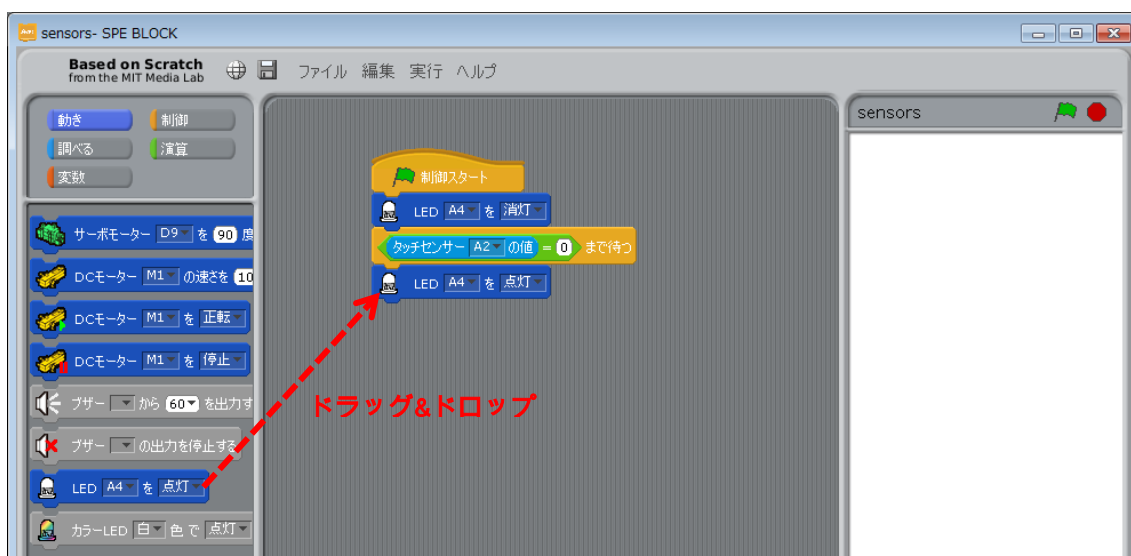 sensors- SPE BLOCK
Based on Scratch
from the MIT Media Lab
ファイル 編集 実行 ヘルプ
動き 制御
調べる 演算
変数
サーボモーター D9 を 90 度
DCモーター M1 の速さを 10
DCモーター M1 を 正転
DCモーター M1 を 停止
ブザー から 60 を出力す
ブザー の出力を停止する
LED A4 を 点灯
カラーLED 白 色 で 点灯
制御スタート
LED A4 を 消灯
タッチセンサー A2 の値 = 0 まで待つ
LED A4 を 点灯
ドラッグ&ドロップ
sensors